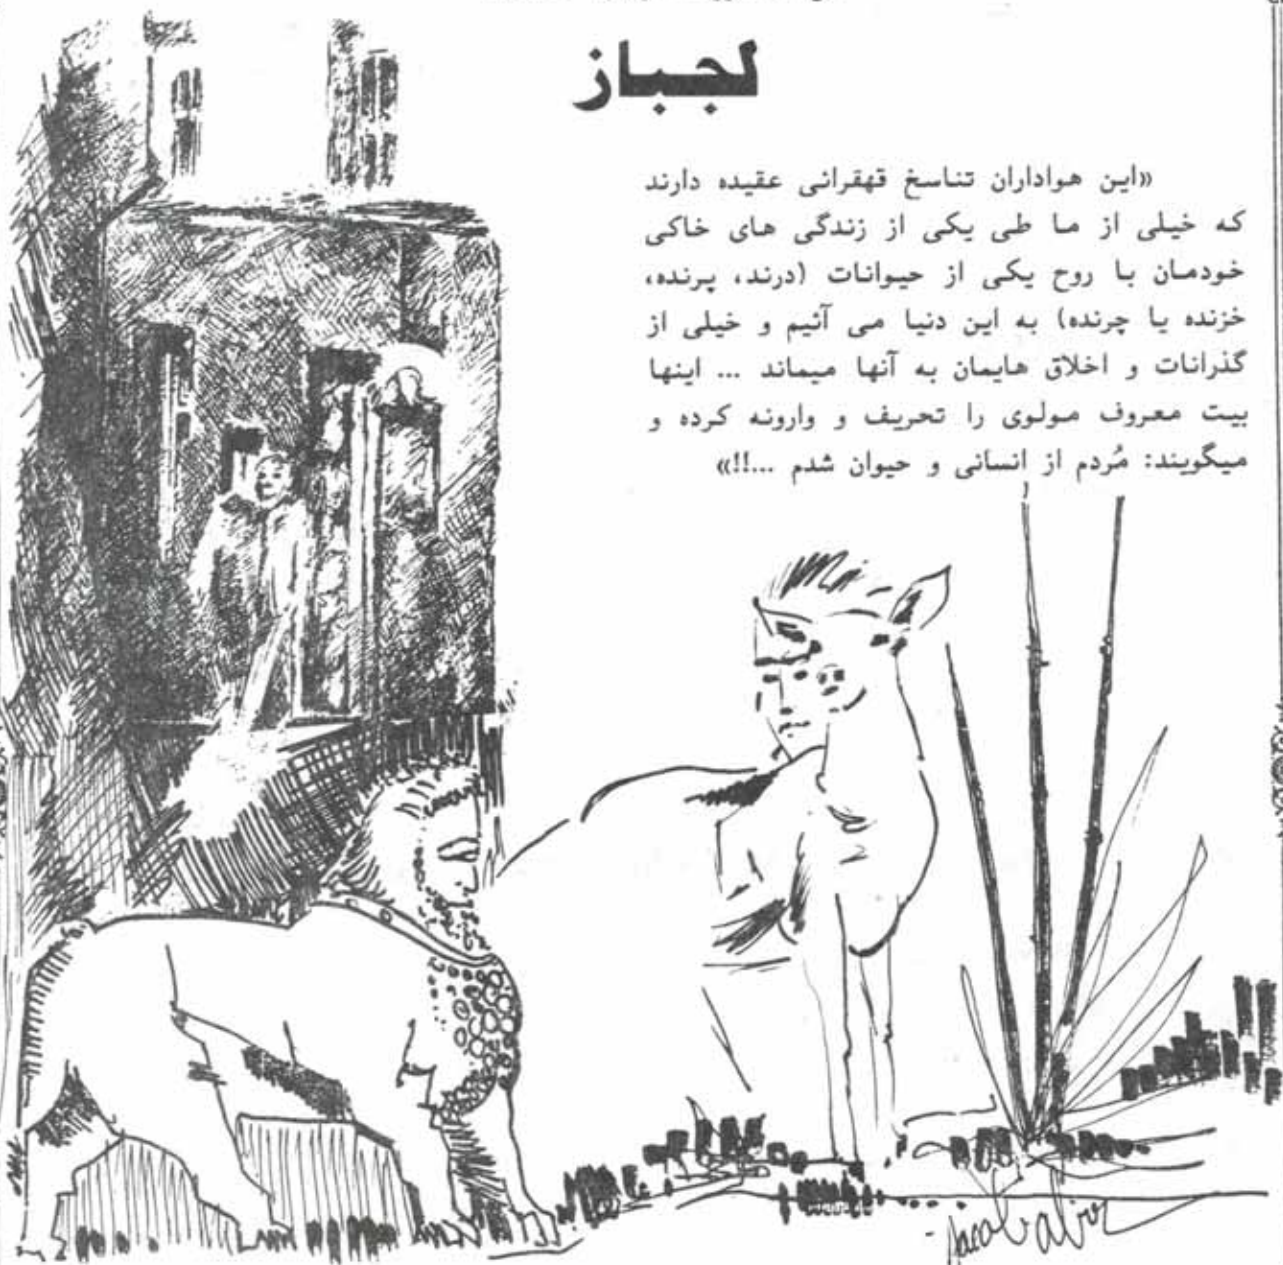 لجباز
«این هواداران تناسخ قهقرائی عقیده دارند
که خیلی از ما طی یکی از زندگی های خاکی
خودمان با روح یکی از حیوانات (درند، پرنده،
خزنده یا چرنده) به این دنیا می آئیم و خیلی از
گذرانات و اخلاق هایمان به آنها میماند ... اینها
بیت معروف مولوی را تحریف و وارونه کرده و
میگویند: مُردم از انسانی و حیوان شدم ...!!»